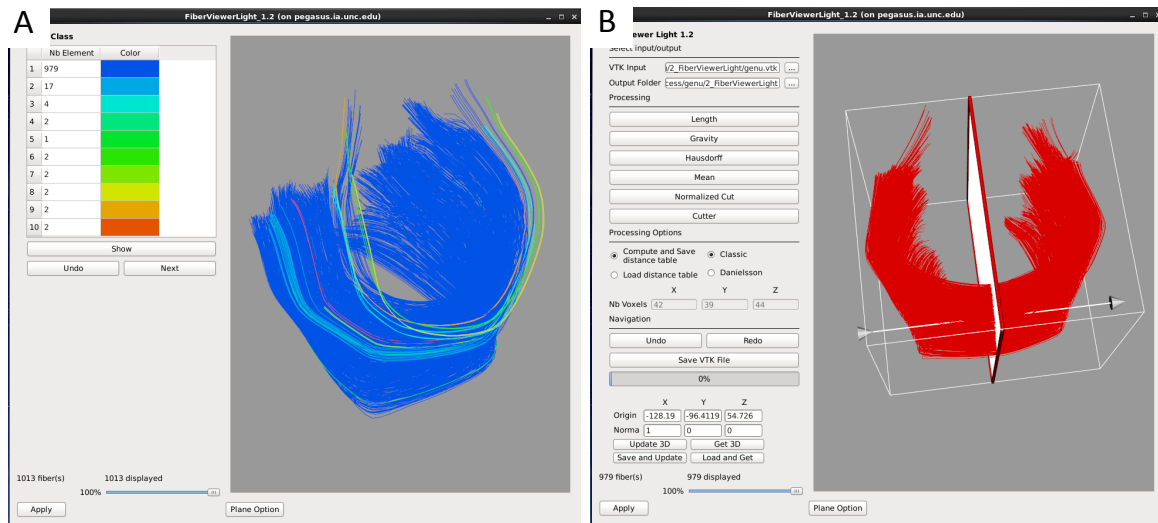 A
FiberViewerLight_1.2 (on pegasus.ia.unc.edu)
Class
Nb Element Color
1 979
2 17
3 4
4 2
5 1
6 2
7 2
8 2
9 2
10 2
Show
Undo Next
1013 fiber(s) 1013 displayed
100%
Apply Plane Option
B
FiberViewerLight_1.2 (on pegasus.ia.unc.edu)
ewer Light 1.2
Select input/output
VTK Input )/2_FiberViewerLight/genu.vtk ...
Output Folder cess/genu/2_FiberViewerLight ...
Processing
Length
Gravity
Hausdorff
Mean
Normalized Cut
Cutter
Processing Options
Compute and Save distance table Classic
Load distance table Danielsson
X Y Z
Nb Voxels 42 39 44
Navigation
Undo Redo
Save VTK File
0%
X Y Z
Origin -128.19 -96.4119 54.726
Norma 1 0 0
Update 3D Get 3D
Save and Update Load and Get
979 fiber(s) 979 displayed
100%
Apply Plane Option